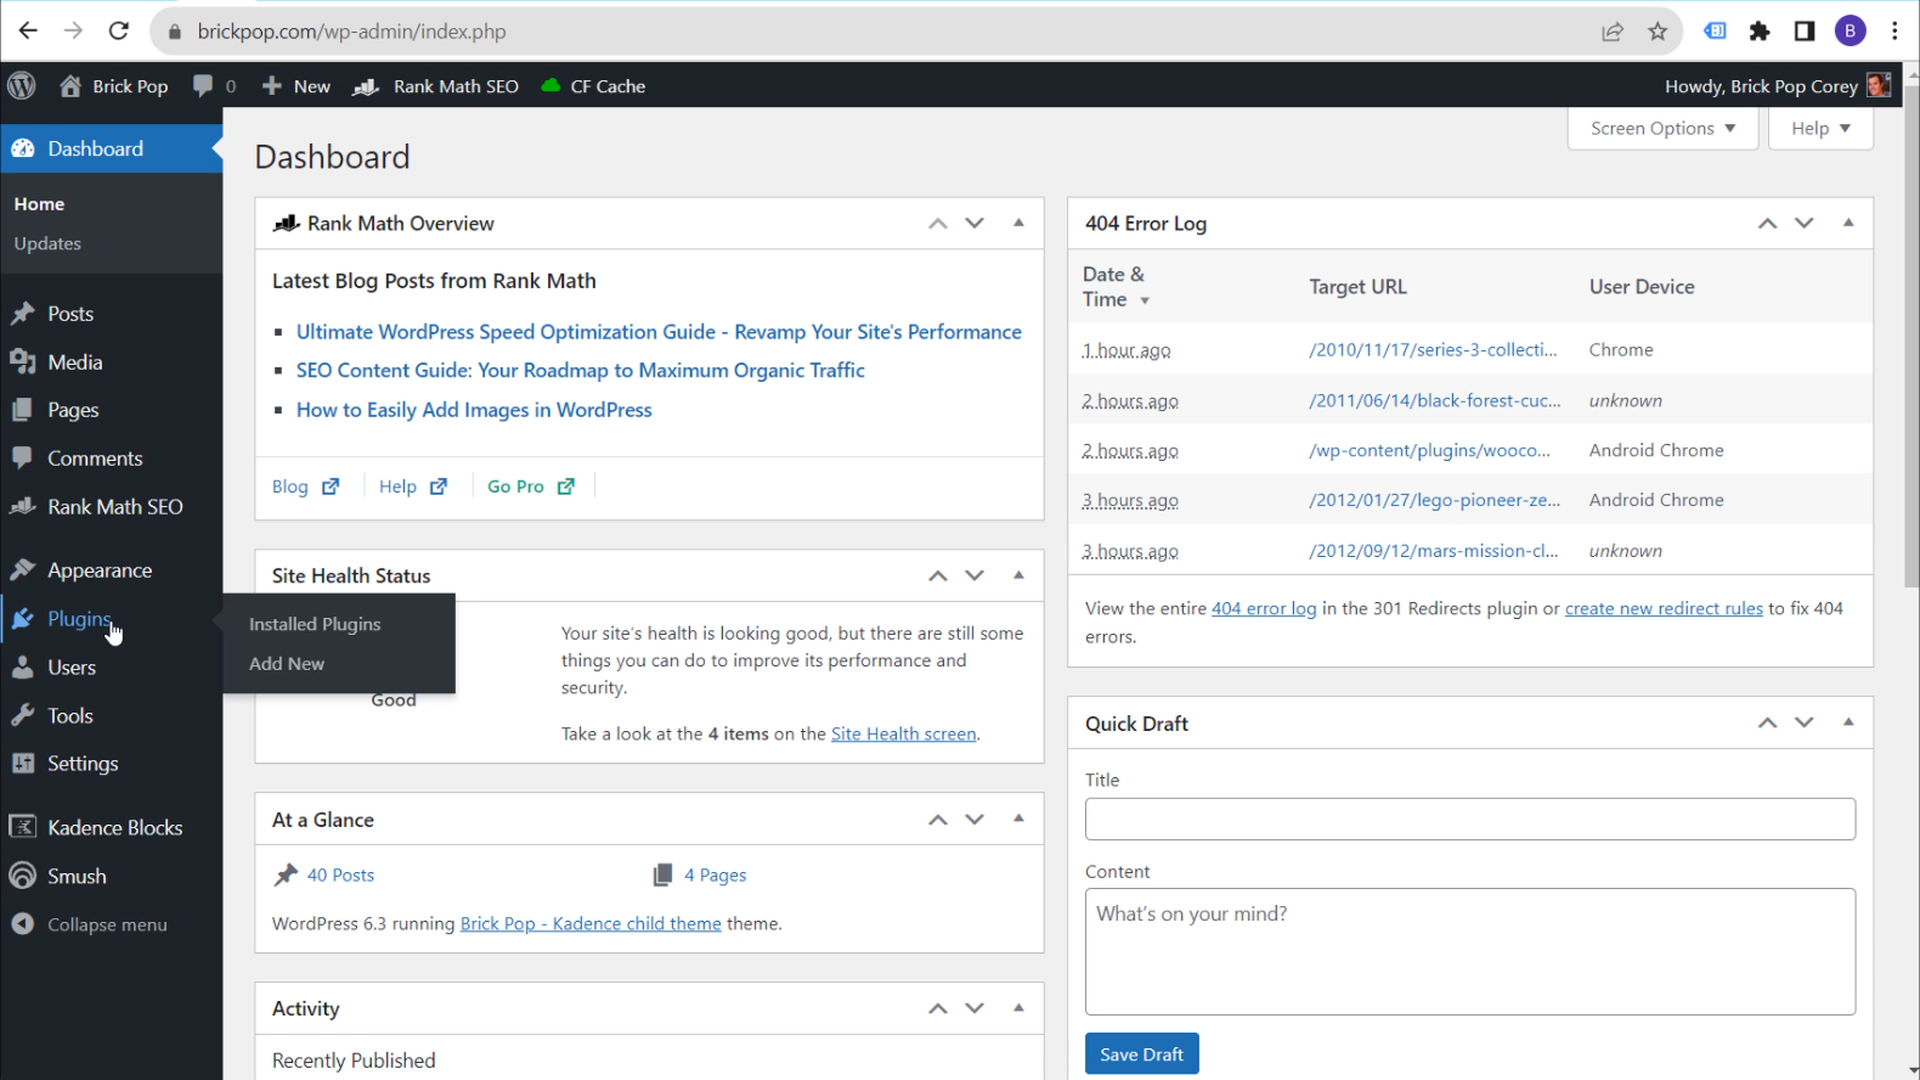 brickpop.com/wp-admin/index.php
B
Brick Pop
0
New
Rank Math SEO
CF Cache
Howdy, Brick Pop Corey
Dashboard
Home
Updates
Posts
Media
Pages
Comments
Rank Math SEO
Appearance
Plugins
Users
Tools
Settings
Kadence Blocks
Smush
Collapse menu
Installed Plugins
Add New
Screen Options
Help
Dashboard
Rank Math Overview
Latest Blog Posts from Rank Math
Ultimate WordPress Speed Optimization Guide - Revamp Your Site's Performance
SEO Content Guide: Your Roadmap to Maximum Organic Traffic
How to Easily Add Images in WordPress
Blog
Help
Go Pro
Site Health Status
Good
Your site's health is looking good, but there are still some
things you can do to improve its performance and
security.
Take a look at the 4 items on the Site Health screen.
At a Glance
40 Posts
4 Pages
WordPress 6.3 running Brick Pop - Kadence child theme theme.
Activity
Recently Published
404 Error Log
Date &
Time
Target URL
User Device
1 hour ago
/2010/11/17/series-3-collecti...
Chrome
2 hours ago
/2011/06/14/black-forest-cuc...
unknown
2 hours ago
/wp-content/plugins/wooco...
Android Chrome
3 hours ago
/2012/01/27/lego-pioneer-ze...
Android Chrome
3 hours ago
/2012/09/12/mars-mission-cl...
unknown
View the entire 404 error log in the 301 Redirects plugin or create new redirect rules to fix 404
errors.
Quick Draft
Title
Content
What's on your mind?
Save Draft